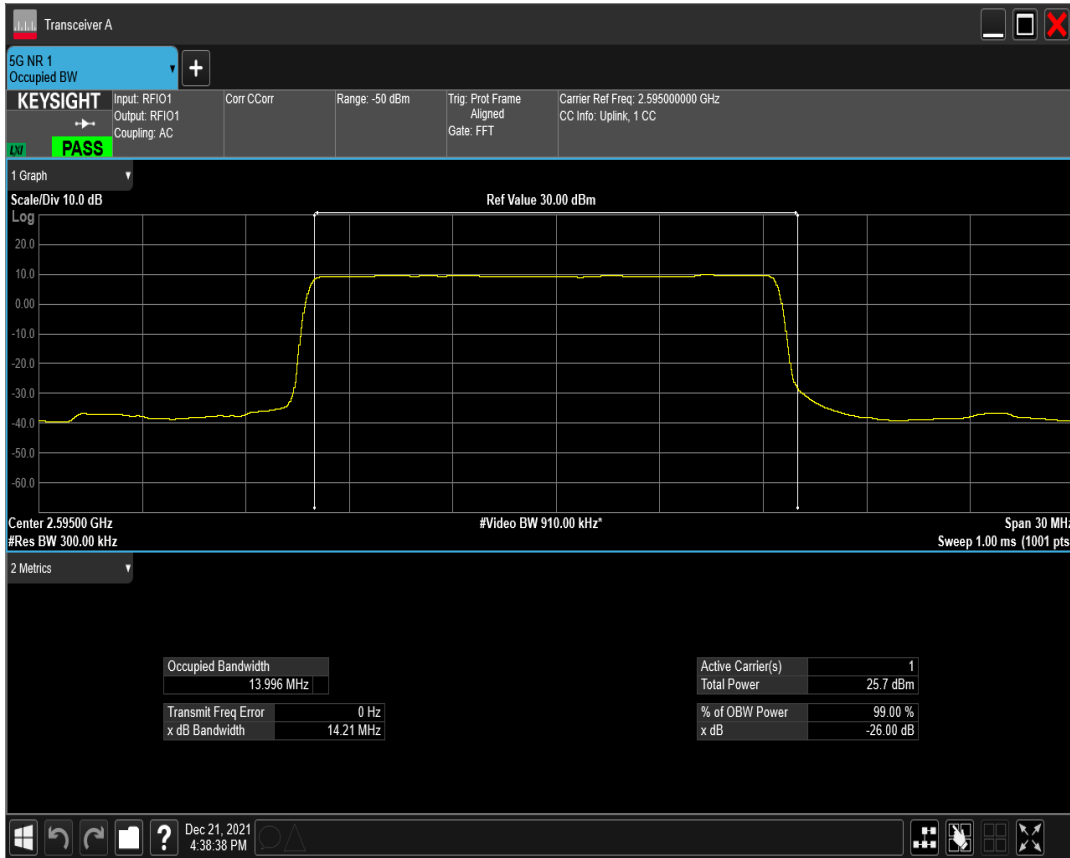 Transceiver A
5G NR 1
Occupied BW
+
KEYSIGHT
LXI
PASS
Input: RFIO1
Output: RFIO1
Coupling: AC
Corr CCorr
Range: -50 dBm
Trig: Prot Frame
Aligned
Gate: FFT
Carrier Ref Freq: 2.595000000 GHz
CC Info: Uplink, 1 CC
1 Graph
Scale/Div 10.0 dB
Ref Value 30.00 dBm
Log
20.0
10.0
0.00
-10.0
-20.0
-30.0
-40.0
-50.0
-60.0
Center 2.59500 GHz
#Video BW 910.00 kHz*
Span 30 MHz
#Res BW 300.00 kHz
Sweep 1.00 ms (1001 pts
2 Metrics
Occupied Bandwidth
13.996 MHz
Transmit Freq Error 0 Hz
x dB Bandwidth 14.21 MHz
Active Carrier(s) 1
Total Power 25.7 dBm
% of OBW Power 99.00 %
x dB -26.00 dB
?
Dec 21, 2021
4:38:38 PM